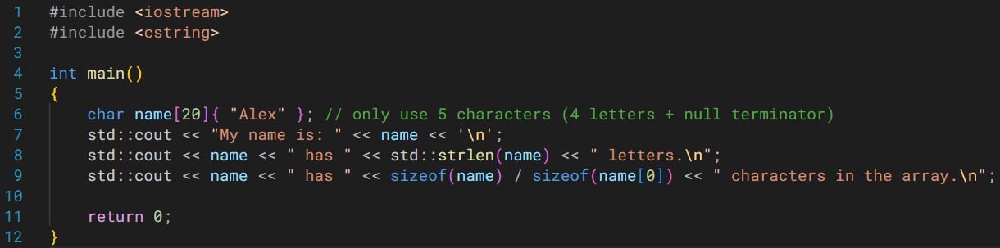 1 #include <iostream>
2 #include <cstring>
3
4 int main()
5 {
6     char name[20]{ "Alex" }; // only use 5 characters (4 letters + null terminator)
7     std::cout << "My name is: " << name << '\n';
8     std::cout << name << " has " << std::strlen(name) << " letters.\n";
9     std::cout << name << " has " << sizeof(name) / sizeof(name[0]) << " characters in the array.\n";
10
11     return 0;
12 }